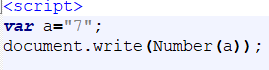 <script>
var a="7";
document.write(Number(a));